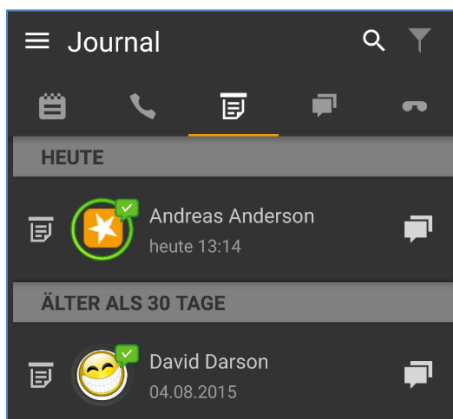 Journal
HEUTE
Andreas Anderson
heute 13:14
ÄLTER ALS 30 TAGE
David Darson
04.08.2015